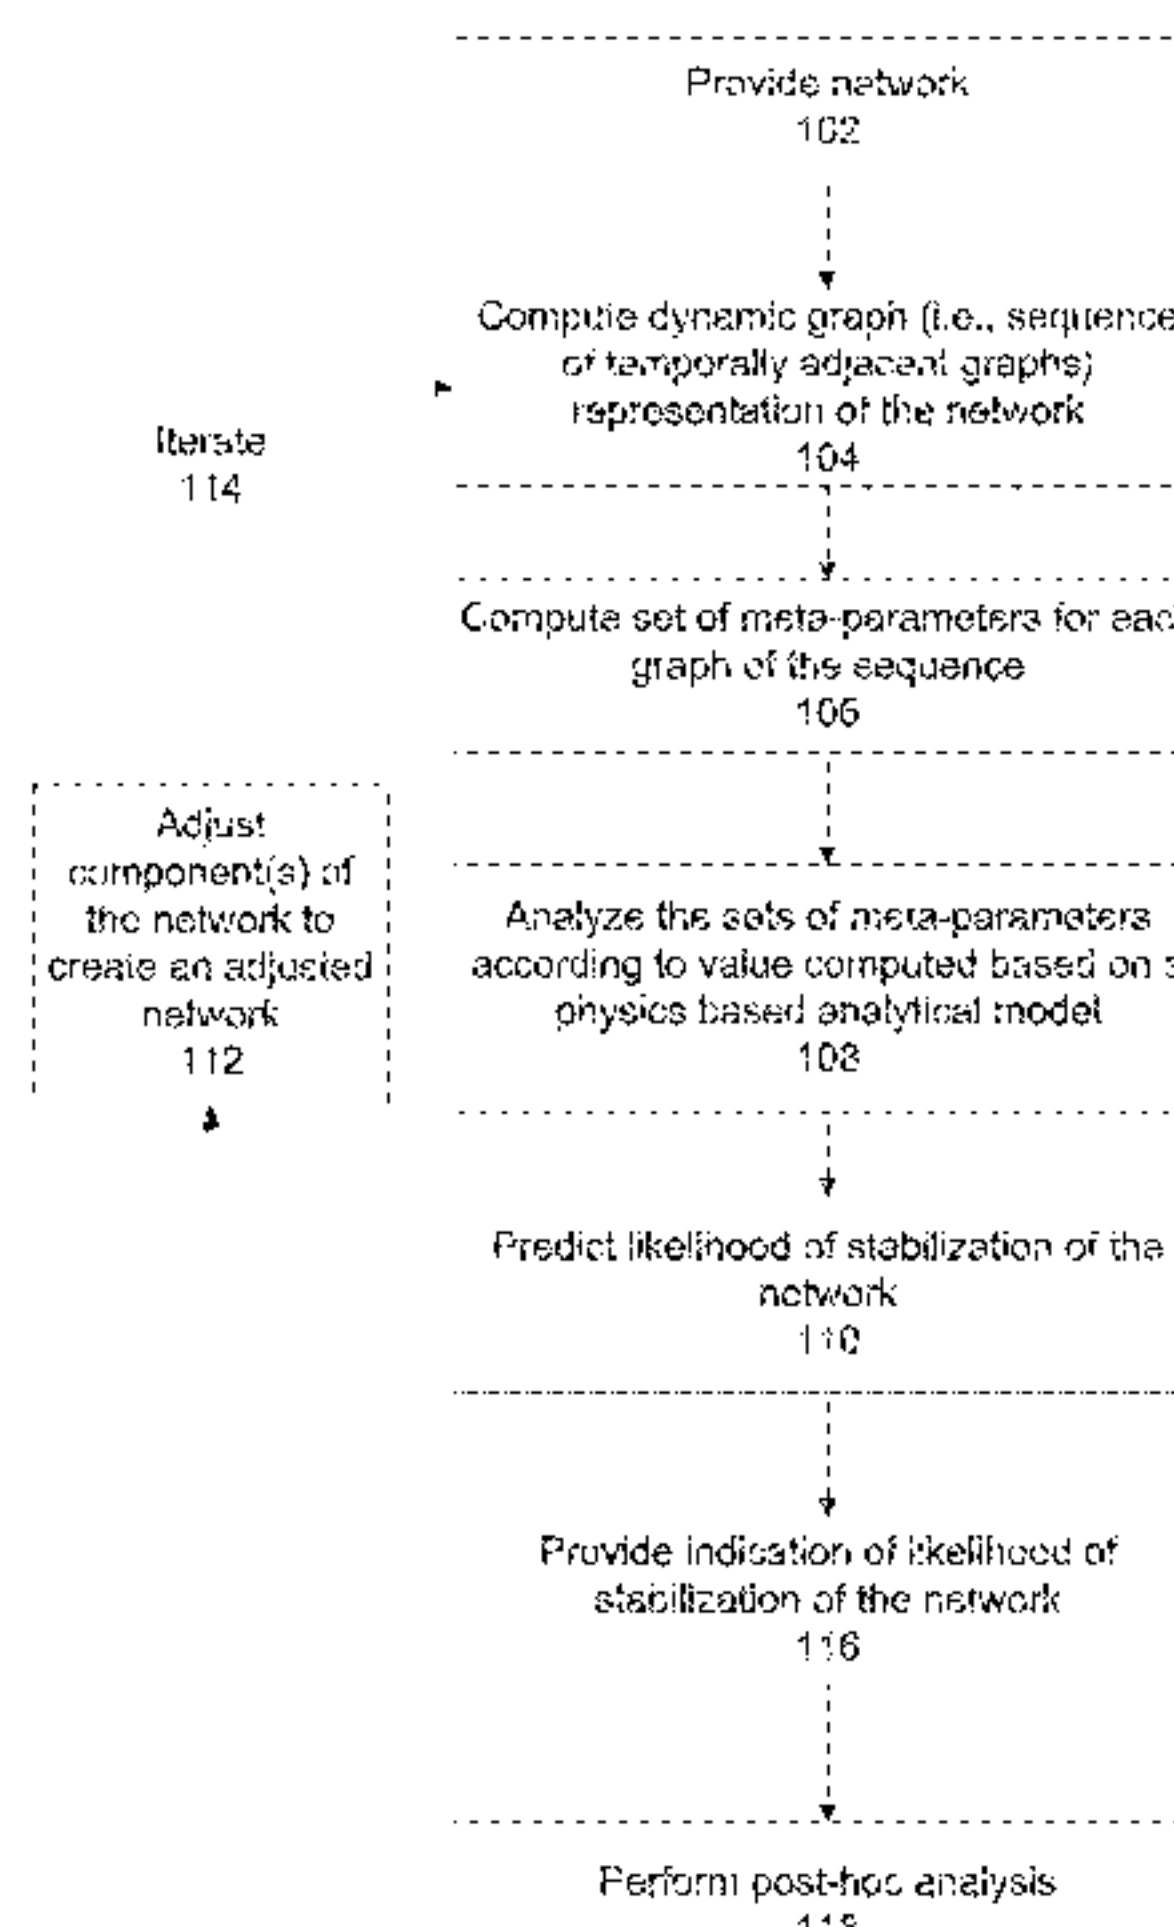 Provide network
102
Compute dynamic graph (i.e., sequence
of temporally adjacent graphs)
representation of the network
104
Iterate
114
Compute set of meta-parameters for eac
graph of the sequence
106
Adjust
component(s) of
the network to
create an adjusted
network
112
Analyze the sets of meta-parameters
according to value computed based on a
physics based analytical model
108
Predict likelihood of stabilization of the
network
110
Provide indication of likelihood of
stabilization of the network
116
Perform post-hoc analysis
118